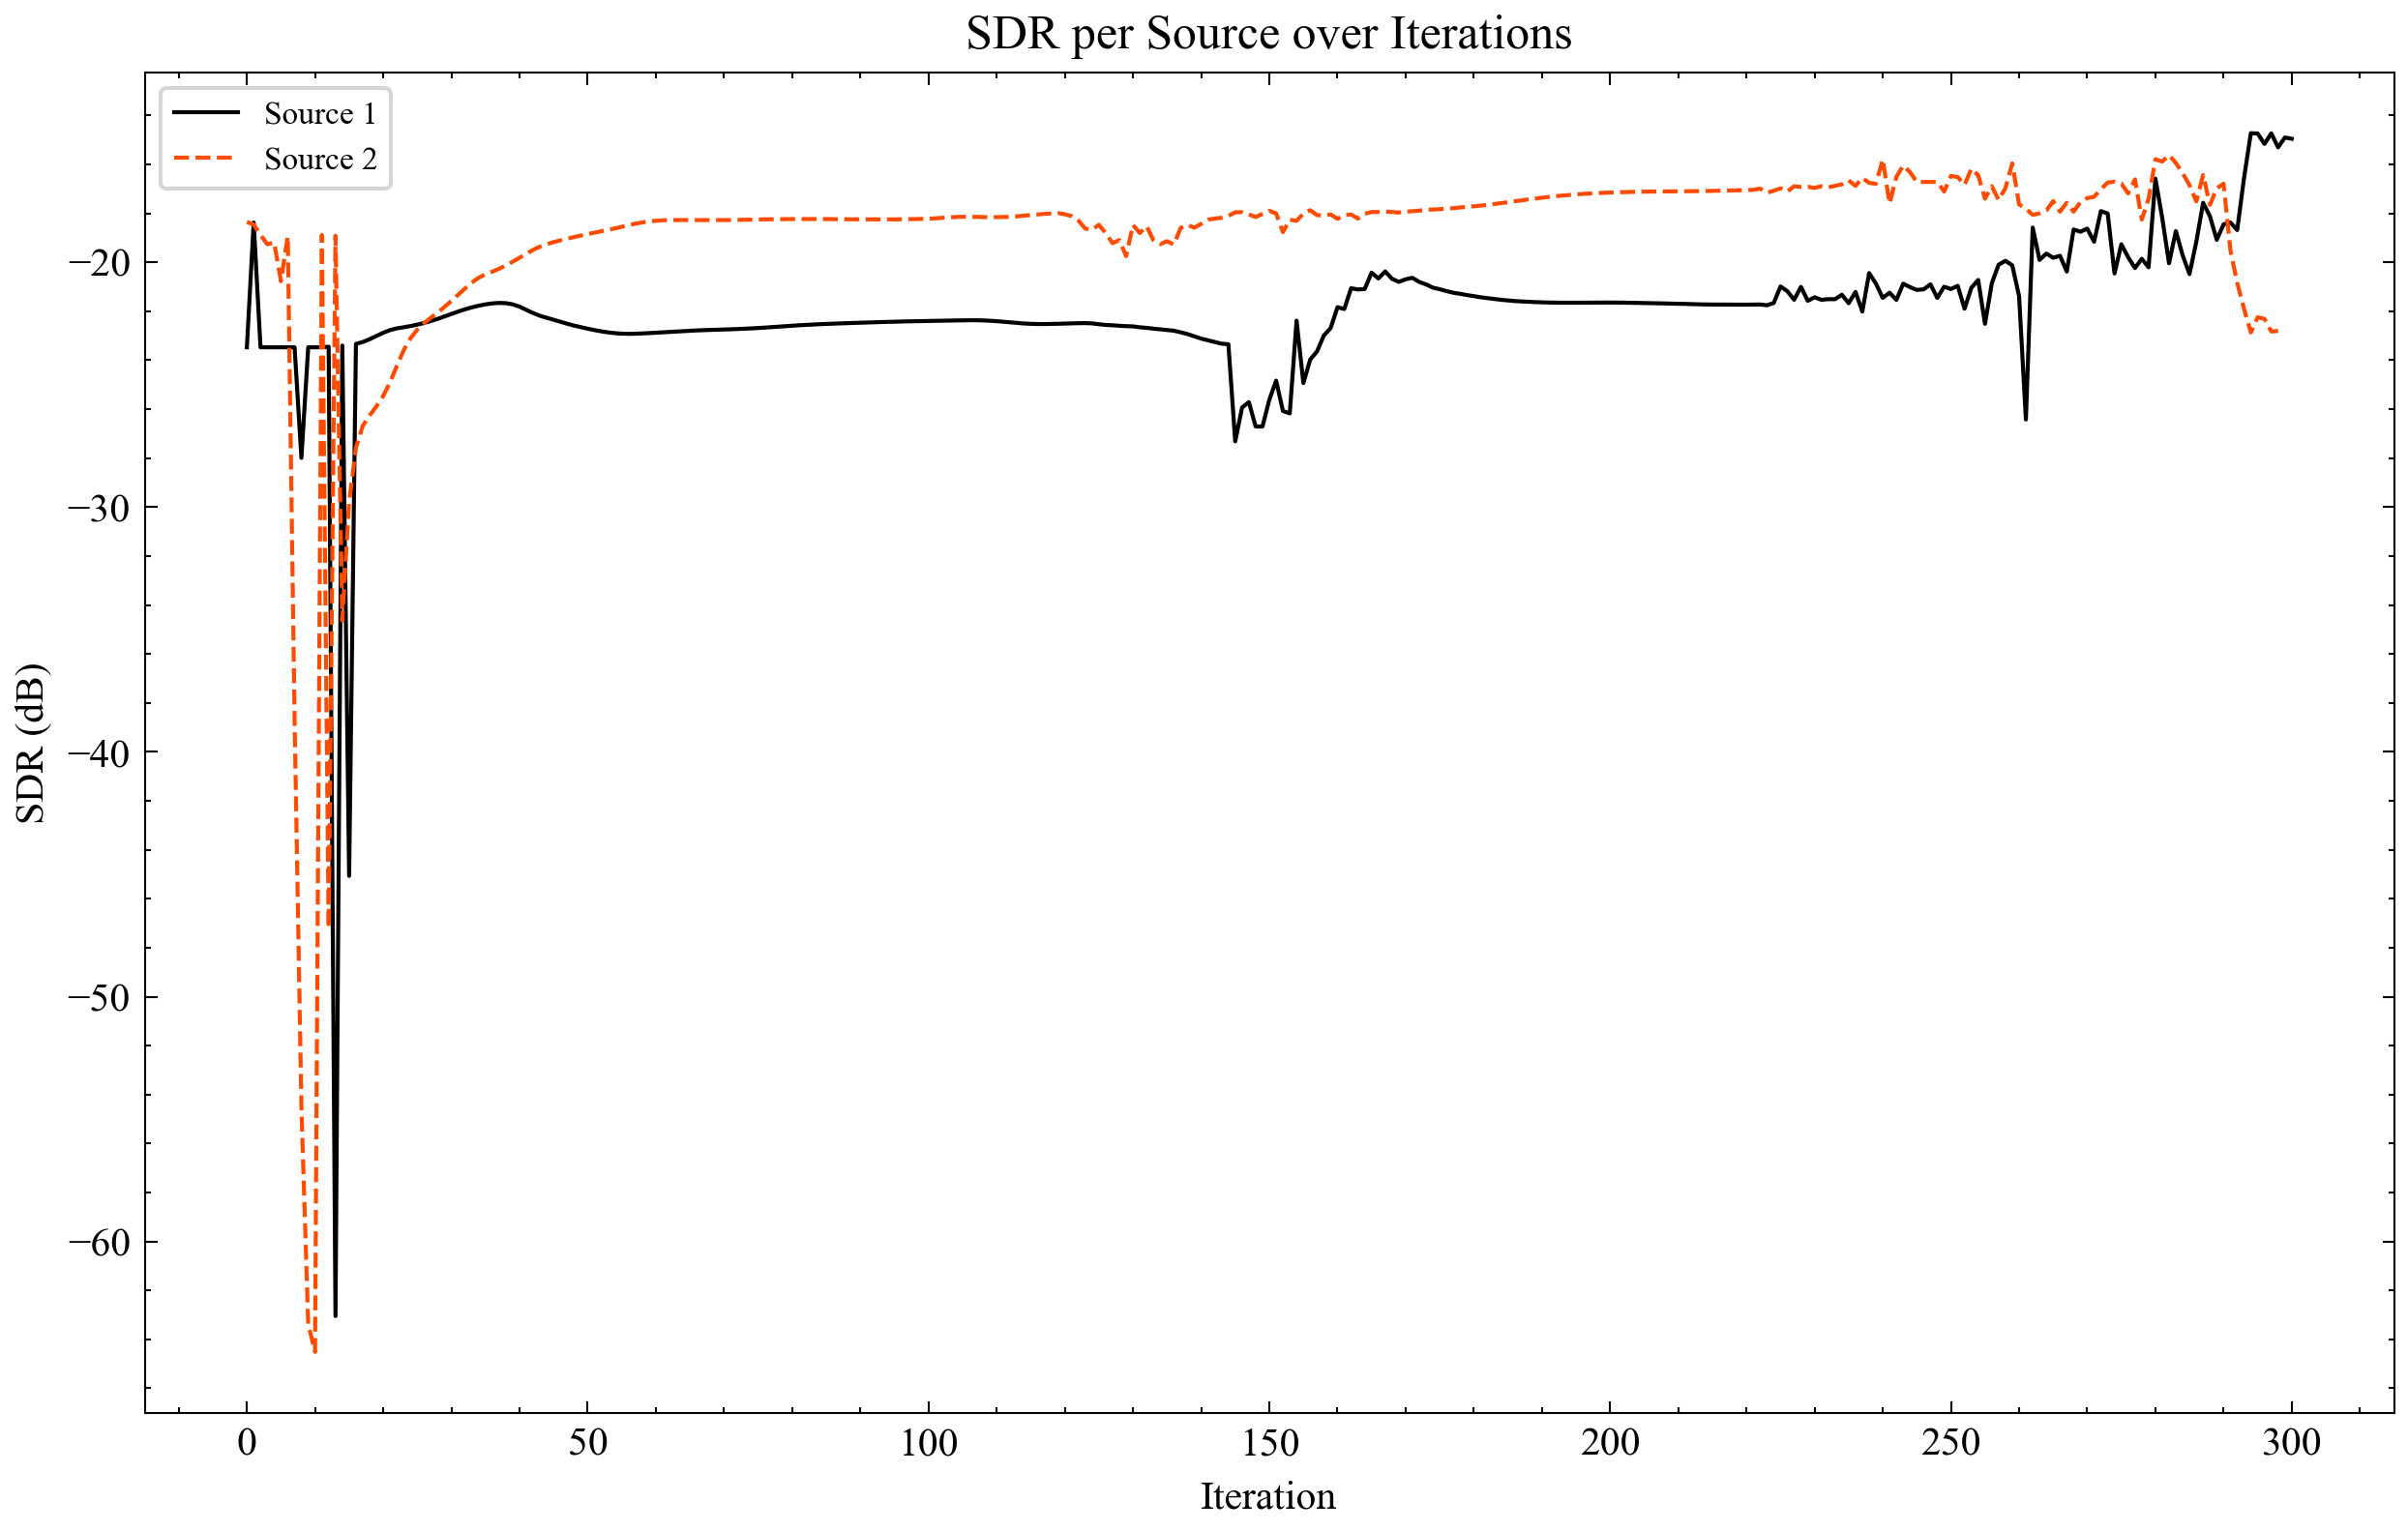 SDR per Source over Iterations
Source 1
Source 2
SDR (dB)
−20
−30
−40
−50
−60
0 50 100 150 200 250 300
Iteration